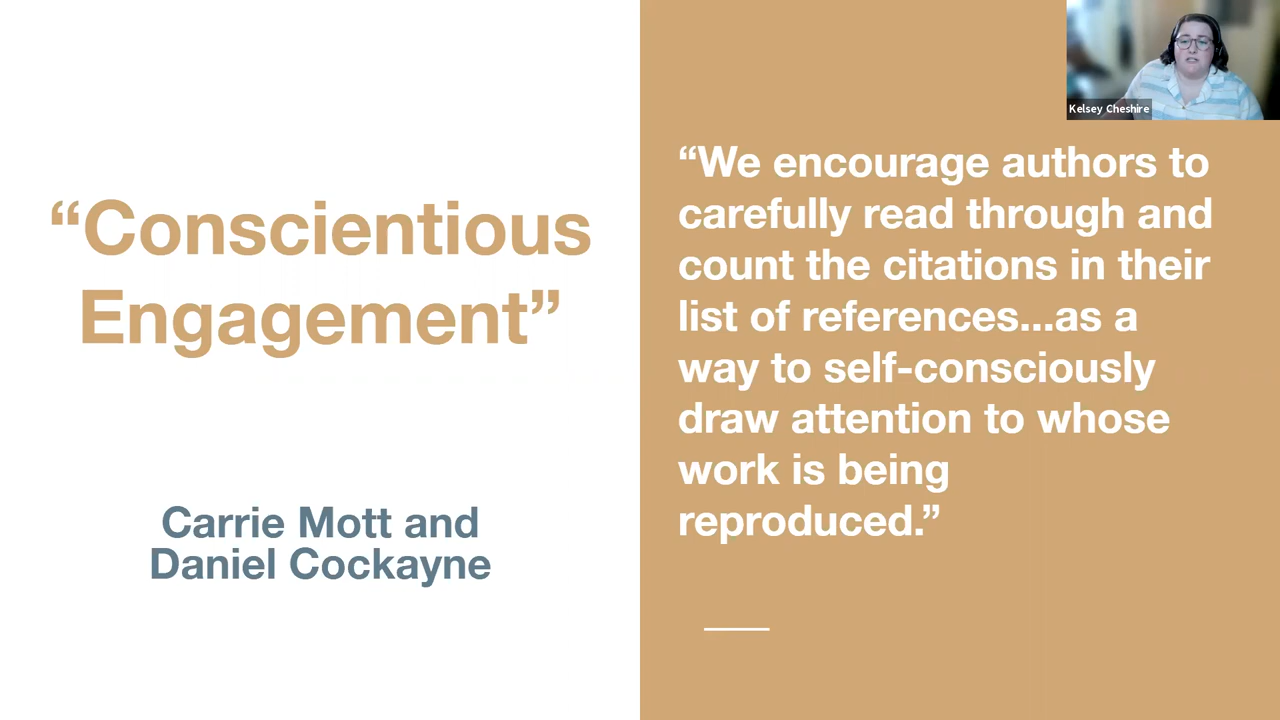 “Conscientious
Engagement”
Carrie Mott and
Daniel Cockayne
“We encourage authors to
carefully read through and
count the citations in their
list of references...as a
way to self-consciously
draw attention to whose
work is being
reproduced.”
Kelsey Cheshire